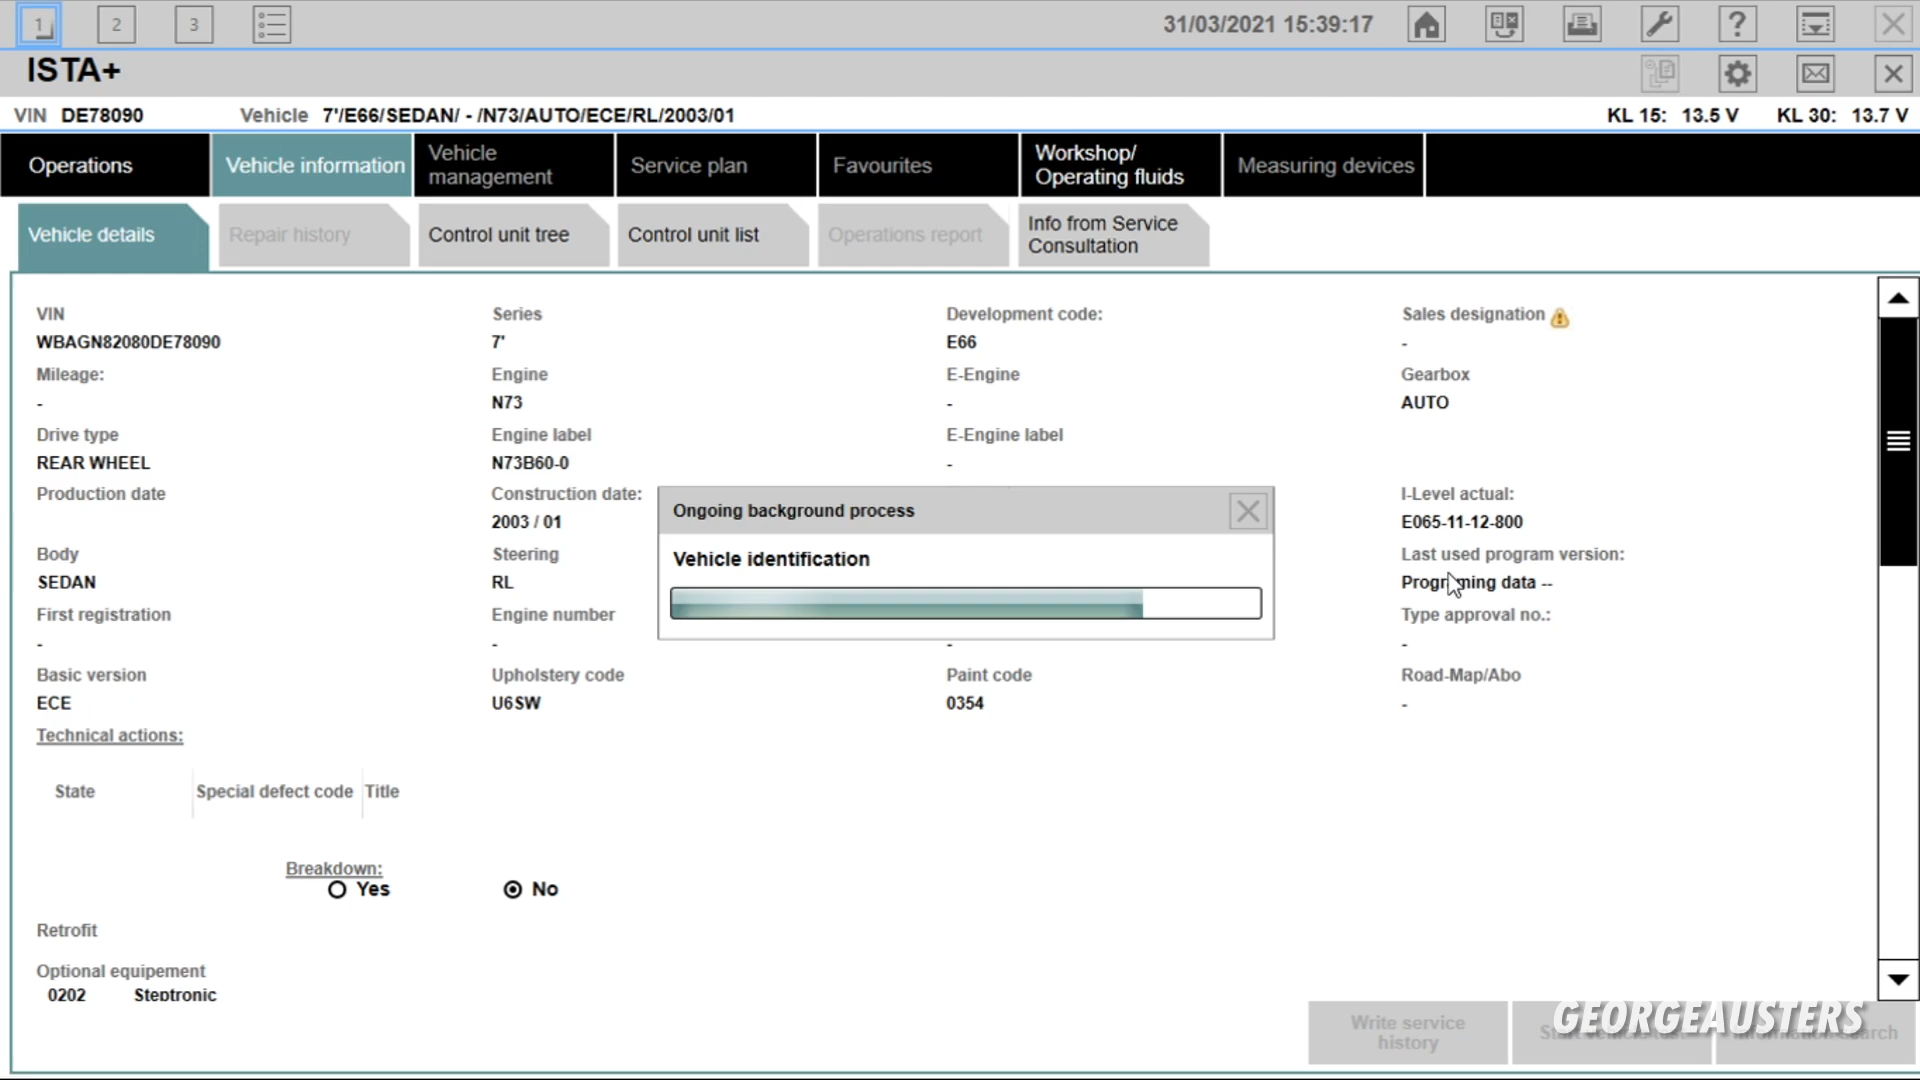 1 2 3 31/03/2021 15:39:17 ?
ISTA+
VIN DE78090 Vehicle 7'/E66/SEDAN/ - /N73/AUTO/ECE/RL/2003/01 KL 15: 13.5 V KL 30: 13.7 V
Operations
Vehicle information
Vehicle
management
Service plan
Favourites
Workshop/
Operating fluids
Measuring devices
Vehicle details
Repair history
Control unit tree
Control unit list
Operations report
Info from Service
Consultation
VIN Series Development code: Sales designation
WBAGN82080DE78090 7' E66 -
Mileage: Engine E-Engine Gearbox
- N73 - AUTO
Drive type Engine label E-Engine label
REAR WHEEL N73B60-0 -
Production date Construction date: I-Level actual:
2003 / 01 E065-11-12-800
Ongoing background process
Vehicle identification
Body Steering Last used program version:
SEDAN RL Programing data --
First registration Engine number Type approval no.:
- - - -
Basic version Upholstery code Paint code Road-Map/Abo
ECE U6SW 0354 -
Technical actions:
State Special defect code Title
Breakdown:
Yes No
Retrofit
Optional equipement
0202 Steptronic
Write service
history
GEORGEAUSTERS